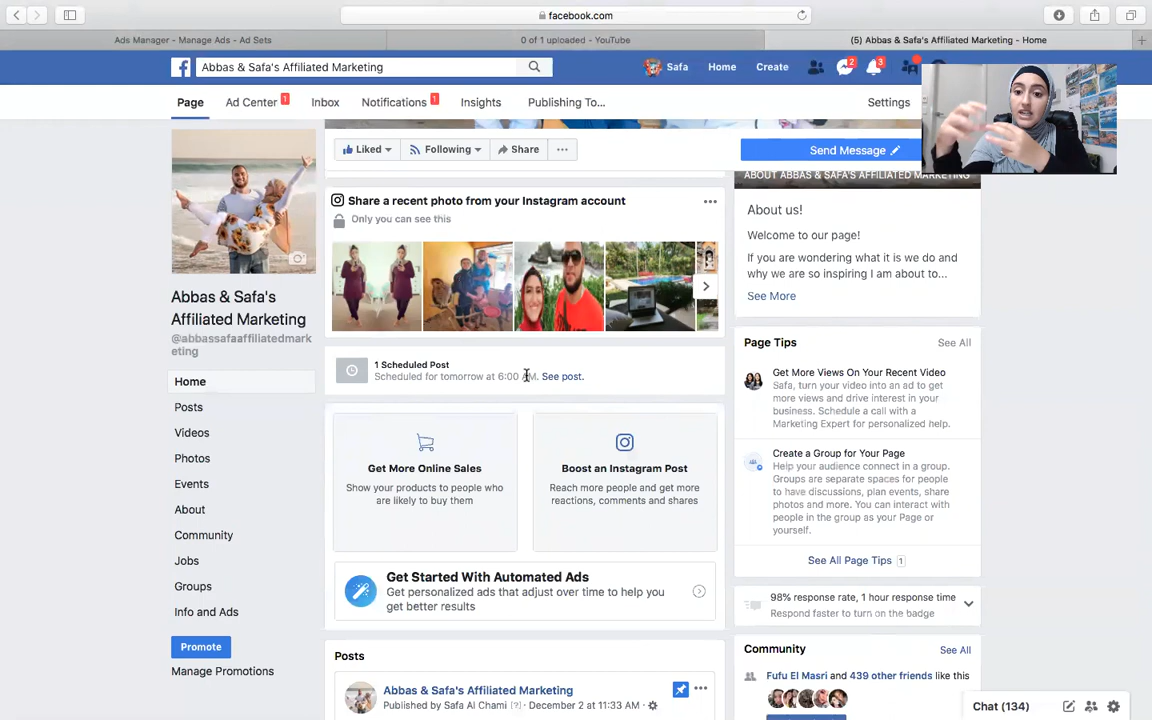 facebook.com
Ads Manager - Manage Ads - Ad Sets
0 of 1 uploaded - YouTube
(5) Abbas & Safa's Affiliated Marketing - Home
Abbas & Safa's Affiliated Marketing
Safa
Home
Create
2
3
Page
Ad Center
1
Inbox
Notifications
1
Insights
Publishing To...
Settings
Liked
Following
Share
Send Message
ABOUT ABBAS & SAFA'S AFFILIATED MARKETING
Abbas & Safa's
Affiliated Marketing
@abbassafaaffiliatedmark
eting
Home
Posts
Videos
Photos
Events
About
Community
Jobs
Groups
Info and Ads
Promote
Manage Promotions
Share a recent photo from your Instagram account
Only you can see this
1 Scheduled Post
Scheduled for tomorrow at 6:00 AM. See post.
Get More Online Sales
Show your products to people who
are likely to buy them
Boost an Instagram Post
Reach more people and get more
reactions, comments and shares
Get Started With Automated Ads
Get personalized ads that adjust over time to help you
get better results
Posts
Abbas & Safa's Affiliated Marketing
Published by Safa Al Chami [?] · December 2 at 11:33 AM ·
About us!
Welcome to our page!
If you are wondering what it is we do and
why we are so inspiring I am about to...
See More
Page Tips
See All
Get More Views On Your Recent Video
Safa, turn your video into an ad to get
more views and drive interest in your
business. Schedule a call with a
Marketing Expert for personalized help.
Create a Group for Your Page
Help your audience connect in a group.
Groups are separate spaces for people
to have discussions, plan events, share
photos and more. You can interact with
people in the group as your Page or
yourself.
See All Page Tips 1
98% response rate, 1 hour response time
Respond faster to turn on the badge
Community
See All
Fufu El Masri and 439 other friends like this
Chat (134)